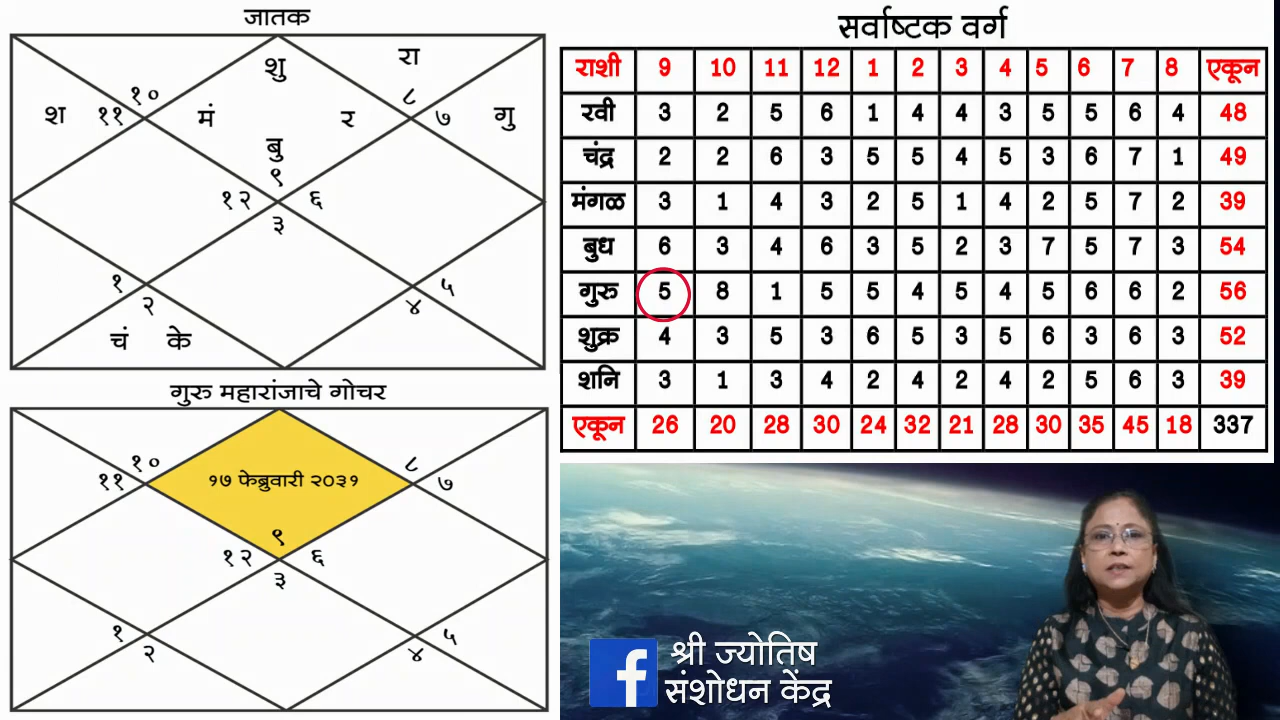 जातक
शु
रा
१०
८
श
११
मं
र
७
गु
बु
९
१२
६
३
१
५
२
४
चं के
गुरु महारांजाचे गोचर
१०
८
११
१७ फेब्रुवारी २०३१
७
९
१२
६
३
१
५
२
४
सर्वाष्टक वर्ग
राशी 9 10 11 12 1 2 3 4 5 6 7 8 एकून
रवी 3 2 5 6 1 4 4 3 5 5 6 4 48
चंद्र 2 2 6 3 5 5 4 5 3 6 7 1 49
मंगळ 3 1 4 3 2 5 1 4 2 5 7 2 39
बुध 6 3 4 6 3 5 2 3 7 5 7 3 54
गुरु 5 8 1 5 5 4 5 4 5 6 6 2 56
शुक्र 4 3 5 3 6 5 3 5 6 3 6 3 52
शनि 3 1 3 4 2 4 2 4 2 5 6 3 39
एकून 26 20 28 30 24 32 21 28 30 35 45 18 337
f
श्री ज्योतिष
संशोधन केंद्र